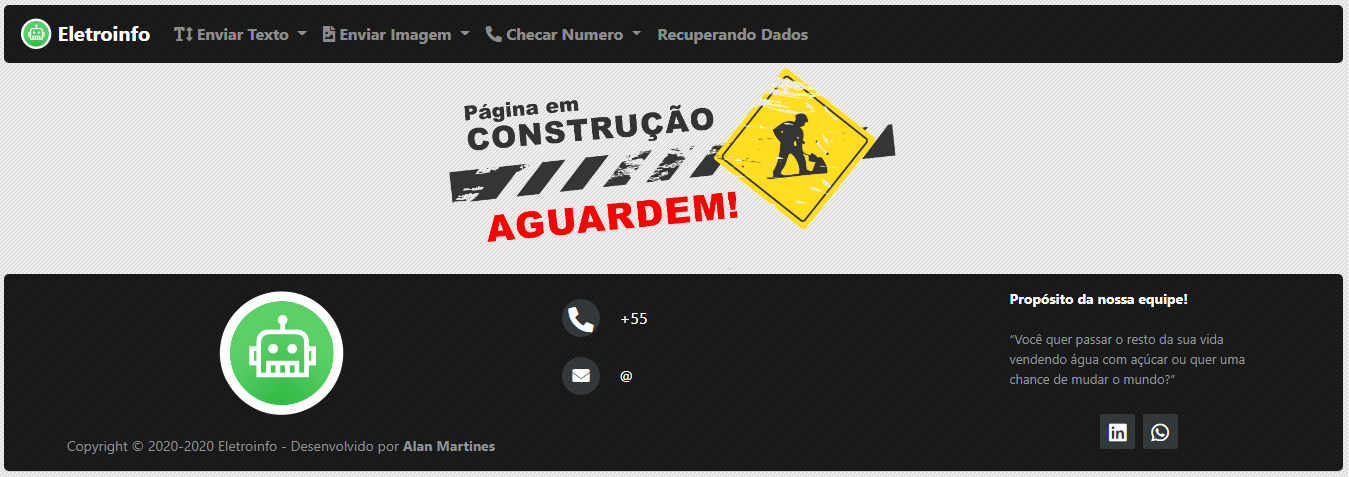 Eletroinfo Enviar Texto Enviar Imagem Checar Numero Recuperando Dados
Página em
CONSTRUÇÃO
AGUARDEM!
+55
@
Copyright © 2020-2020 Eletroinfo - Desenvolvido por Alan Martines
Propósito da nossa equipe!
“Você quer passar o resto da sua vida
vendendo água com açúcar ou quer uma
chance de mudar o mundo?”